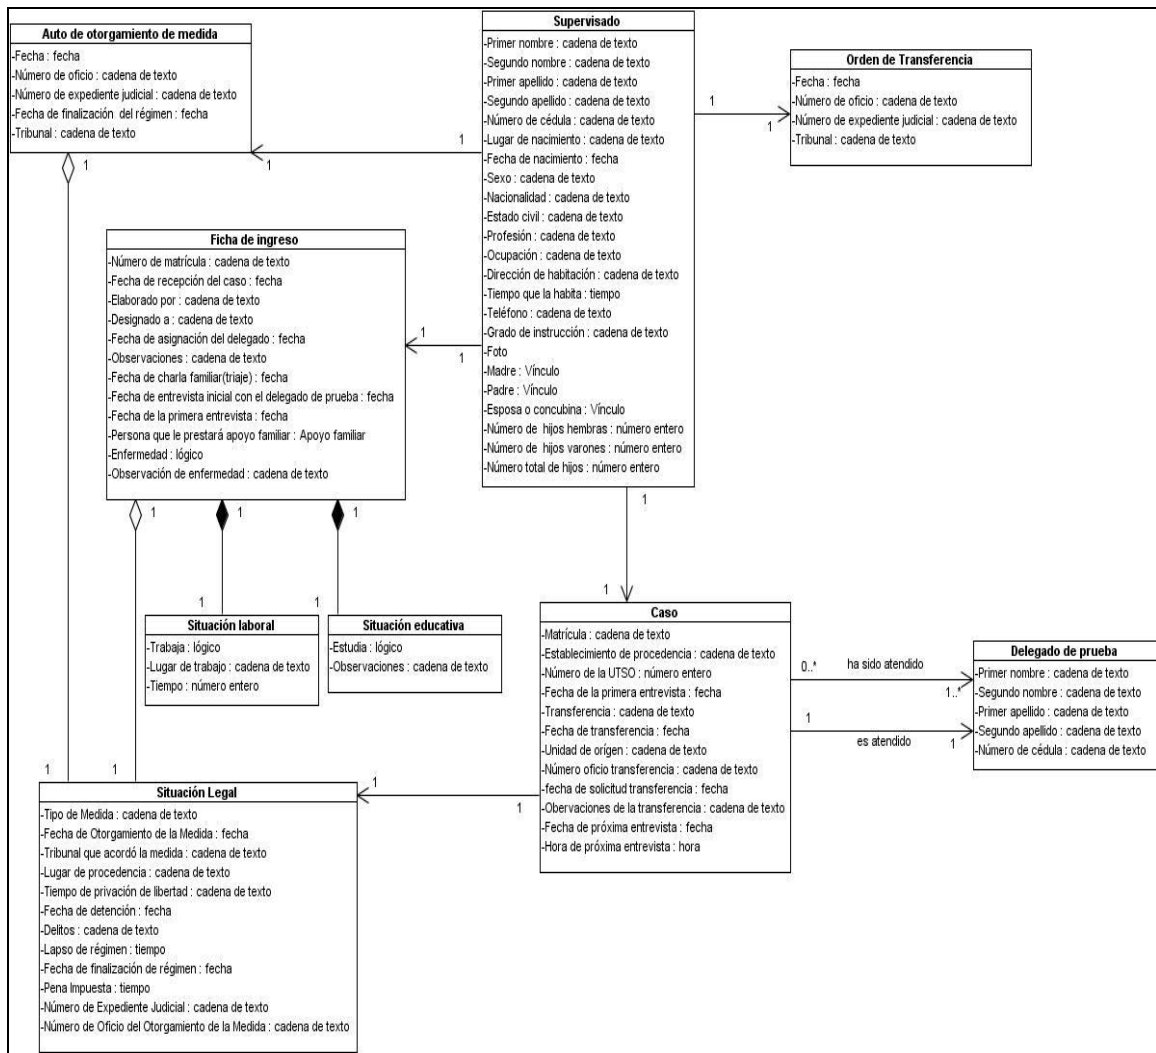 Auto de otorgamiento de medida
-Fecha : fecha
-Número de oficio : cadena de texto
-Número de expediente judicial : cadena de texto
-Fecha de finalización del régimen : fecha
-Tribunal : cadena de texto
1
1
1
Supervisado
-Primer nombre : cadena de texto
-Segundo nombre : cadena de texto
-Primer apellido : cadena de texto
-Segundo apellido : cadena de texto
-Número de cédula : cadena de texto
-Lugar de nacimiento : cadena de texto
-Fecha de nacimiento : fecha
-Sexo : cadena de texto
-Nacionalidad : cadena de texto
-Estado civil : cadena de texto
-Profesión : cadena de texto
-Ocupación : cadena de texto
-Dirección de habitación : cadena de texto
-Tiempo que la habita : tiempo
-Teléfono : cadena de texto
-Grado de instrucción : cadena de texto
-Foto
-Madre : Vínculo
-Padre : Vínculo
-Esposa o concubina : Vínculo
-Número de hijos hembras : número entero
-Número de hijos varones : número entero
-Número total de hijos : número entero
1
1
Orden de Transferencia
-Fecha : fecha
-Número de oficio : cadena de texto
-Número de expediente judicial : cadena de texto
-Tribunal : cadena de texto
Ficha de ingreso
-Número de matrícula : cadena de texto
-Fecha de recepción del caso : fecha
-Elaborado por : cadena de texto
-Designado a : cadena de texto
-Fecha de asignación del delegado : fecha
-Observaciones : cadena de texto
-Fecha de charla familiar(triaje) : fecha
-Fecha de entrevista inicial con el delegado de prueba : fecha
-Fecha de la primera entrevista : fecha
-Persona que le prestará apoyo familiar : Apoyo familiar
-Enfermedad : lógico
-Observación de enfermedad : cadena de texto
1
1
1
1
1
1
1
1
Situación laboral
-Trabaja : lógico
-Lugar de trabajo : cadena de texto
-Tiempo : número entero
Situación educativa
-Estudia : lógico
-Observaciones : cadena de texto
1
Caso
-Matrícula : cadena de texto
-Establecimiento de procedencia : cadena de texto
-Número de la UTSO : número entero
-Fecha de la primera entrevista : fecha
-Transferencia : cadena de texto
-Fecha de transferencia : fecha
-Unidad de orígen : cadena de texto
-Número oficio transferencia : cadena de texto
-fecha de solicitud transferencia : fecha
-Obervaciones de la transferencia : cadena de texto
-Fecha de próxima entrevista : fecha
-Hora de próxima entrevista : hora
0..*
ha sido atendido
1..*
1
es atendido
1
Delegado de prueba
-Primer nombre : cadena de texto
-Segundo nombre : cadena de texto
-Primer apellido : cadena de texto
-Segundo apellido : cadena de texto
-Número de cédula : cadena de texto
1
1
1
1
Situación Legal
-Tipo de Medida : cadena de texto
-Fecha de Otorgamiento de la Medida : fecha
-Tribunal que acordó la medida : cadena de texto
-Lugar de procedencia : cadena de texto
-Tiempo de privación de libertad : cadena de texto
-Fecha de detención : fecha
-Delitos : cadena de texto
-Lapso de régimen : tiempo
-Fecha de finalización de régimen : fecha
-Pena Impuesta : tiempo
-Número de Expediente Judicial : cadena de texto
-Número de Oficio del Otorgamiento de la Medida : cadena de texto